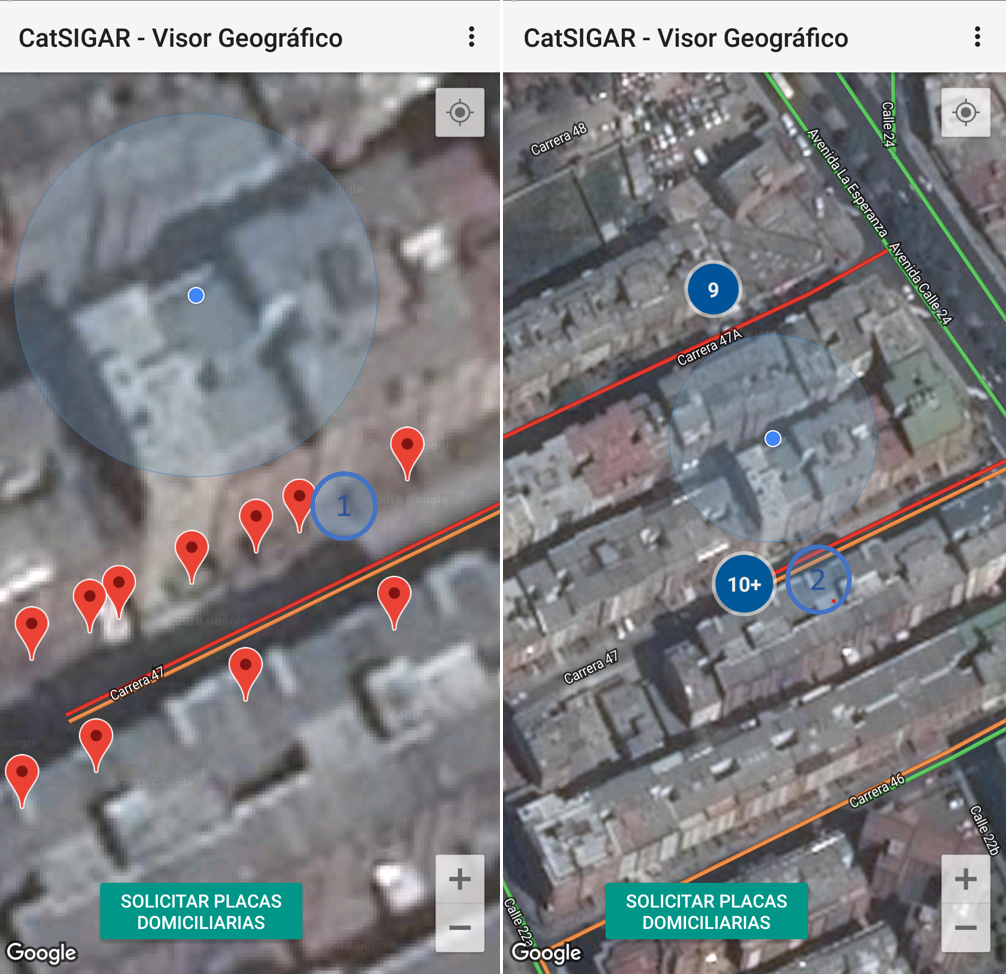 CatSIGAR - Visor Geográfico
1
Carrera 47
SOLICITAR PLACAS
DOMICILIARIAS
+
−
Google
CatSIGAR - Visor Geográfico
Carrera 48
Calle 24
Avenida La Esperanza
Avenida Calle 24
9
Carrera 47A
10+
2
Carrera 47
Carrera 46
Calle 22b
Calle 22a
SOLICITAR PLACAS
DOMICILIARIAS
+
−
Google